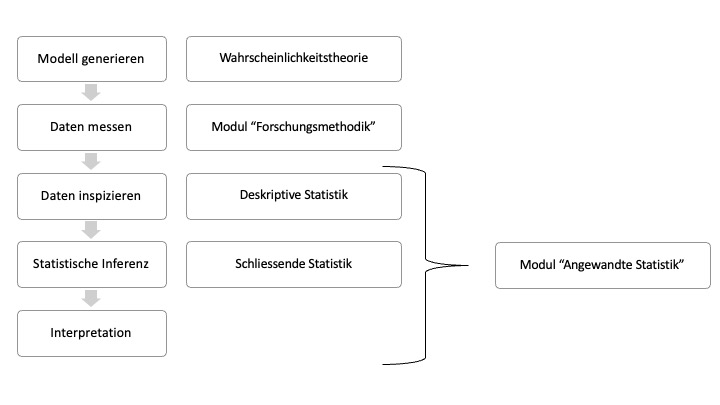 Modell generieren
Wahrscheinlichkeitstheorie
Daten messen
Modul “Forschungsmethodik”
Daten inspizieren
Deskriptive Statistik
Statistische Inferenz
Schliessende Statistik
Modul “Angewandte Statistik”
Interpretation